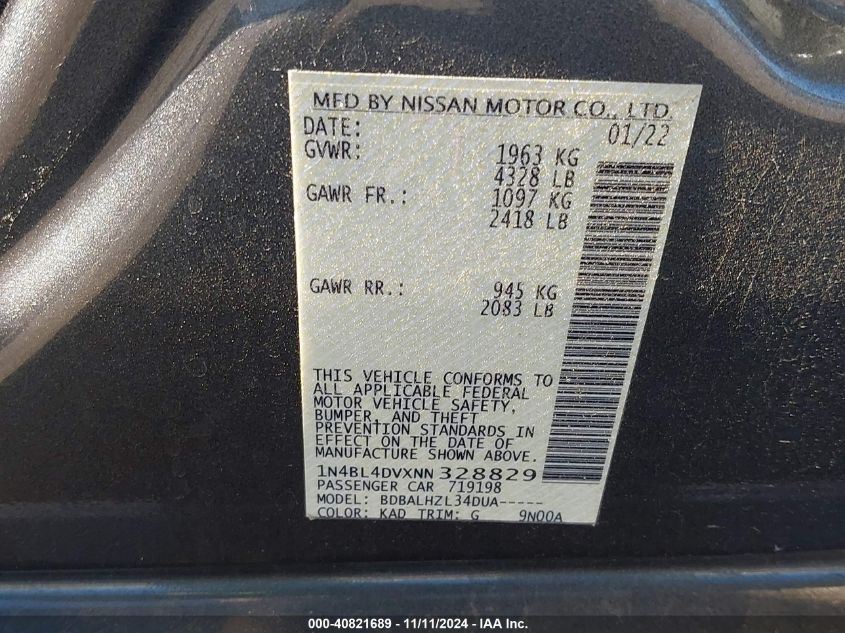 MFD BY NISSAN MOTOR CO., LTD.
DATE: 01/22
GVWR: 1963 KG
4328 LB
GAWR FR.: 1097 KG
2418 LB
GAWR RR.: 945 KG
2083 LB
THIS VEHICLE CONFORMS TO
ALL APPLICABLE FEDERAL
MOTOR VEHICLE SAFETY,
BUMPER, AND THEFT
PREVENTION STANDARDS IN
EFFECT ON THE DATE OF
MANUFACTURE SHOWN ABOVE.
1N4BL4DVXNN328829
PASSENGER CAR 719198
MODEL: BDBALHZL34DUA-----
COLOR: KAD TRIM: G 9N00A
000-40821689 - 11/11/2024 - IAA Inc.